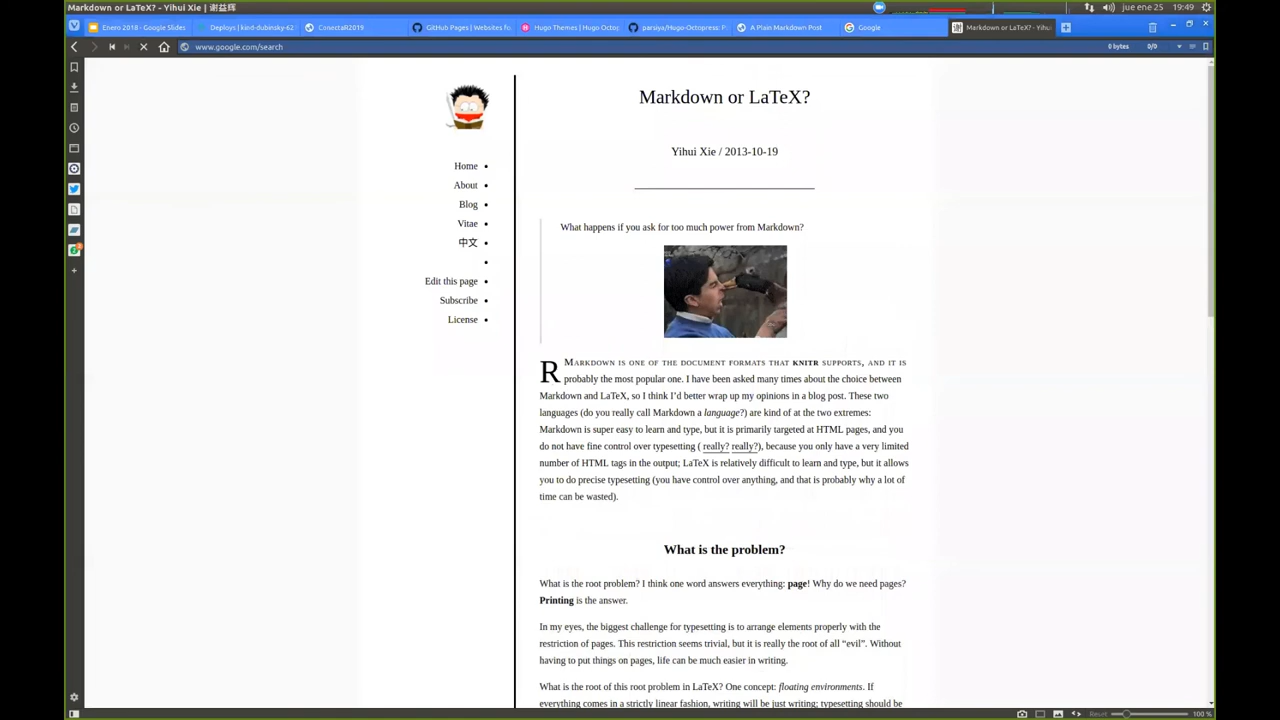 Markdown or LaTeX? - Yihui Xie | 谢益辉
jue ene 25
19:49
Enero 2018 - Google Slides
Deploys | kind-dubinsky-62
ConectaR2019
GitHub Pages | Websites fo
Hugo Themes | Hugo Octop
parsiya/Hugo-Octopress: P
A Plain Markdown Post
Google
Markdown or LaTeX? - Yihu
www.google.com/search
0 bytes
0/0
Home
About
Blog
Vitae
中文
Edit this page
Subscribe
License
Markdown or LaTeX?
Yihui Xie / 2013-10-19
What happens if you ask for too much power from Markdown?
R MARKDOWN IS ONE OF THE DOCUMENT FORMATS THAT KNITR SUPPORTS, AND IT IS
probably the most popular one. I have been asked many times about the choice between
Markdown and LaTeX, so I think I'd better wrap up my opinions in a blog post. These two
languages (do you really call Markdown a language?) are kind of at the two extremes:
Markdown is super easy to learn and type, but it is primarily targeted at HTML pages, and you
do not have fine control over typesetting ( really? really?), because you only have a very limited
number of HTML tags in the output; LaTeX is relatively difficult to learn and type, but it allows
you to do precise typesetting (you have control over anything, and that is probably why a lot of
time can be wasted).
What is the problem?
What is the root problem? I think one word answers everything: page! Why do we need pages?
Printing is the answer.
In my eyes, the biggest challenge for typesetting is to arrange elements properly with the
restriction of pages. This restriction seems trivial, but it is really the root of all “evil”. Without
having to put things on pages, life can be much easier in writing.
What is the root of this root problem in LaTeX? One concept: floating environments. If
everything comes in a strictly linear fashion, writing will be just writing; typesetting should be
Reset
100 %